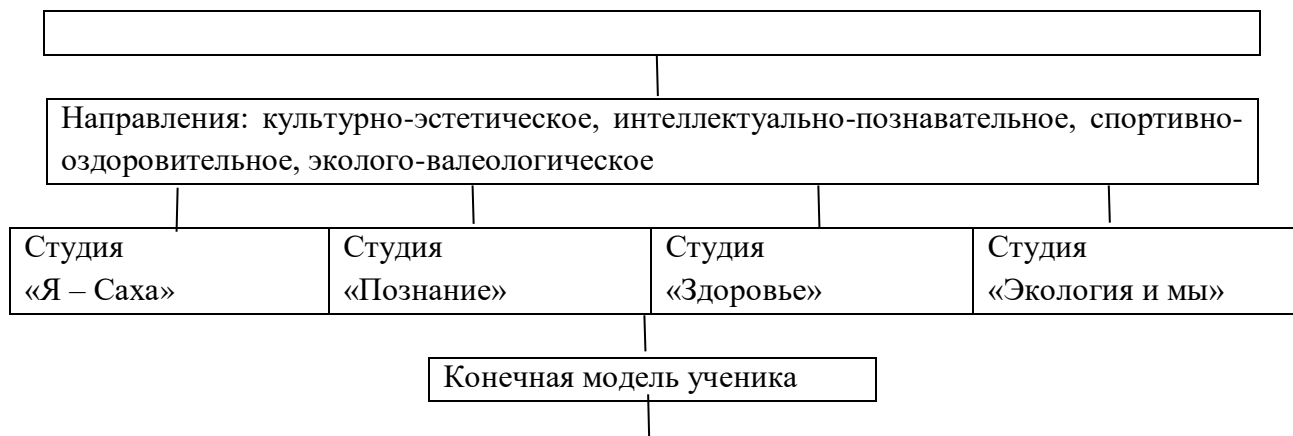 Направления: культурно-эстетическое, интеллектуально-познавательное, спортивно-
оздоровительное, эколого-валеологическое
Студия
«Я – Саха»
Студия
«Познание»
Студия
«Здоровье»
Студия
«Экология и мы»
Конечная модель ученика